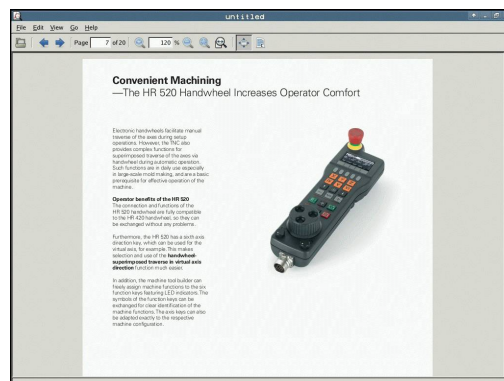 untitled
File Edit View Go Help
Page 7 of 20 120 %
Convenient Machining
—The HR 520 Handwheel Increases Operator Comfort
Electronic handwheels facilitate manual
traverse of the axes during setup
operations. However, the TNC also
provides complex functions for
superimposed traverse of the axes via
handwheel during automatic operation.
Such functions are in daily use especially
in large-scale mold making, and are a basic
prerequisite for effective operation of the
machine.
Operator benefits of the HR 520
The connection and functions of the
HR 520 handwheel are fully compatible
to the HR 420 handwheel, so they can
be exchanged without any problems.
Furthermore, the HR 520 has a sixth axis
direction key, which can be used for the
virtual axis, for example. This makes
selection and use of the handwheel-
superimposed traverse in virtual axis
direction function much easier.
In addition, the machine tool builder can
freely assign machine functions to the six
function keys featuring LED indicators. The
symbols of the function keys can be
exchanged for clear identification of the
machine functions. The axis keys can also
be adapted exactly to the respective
machine configuration.